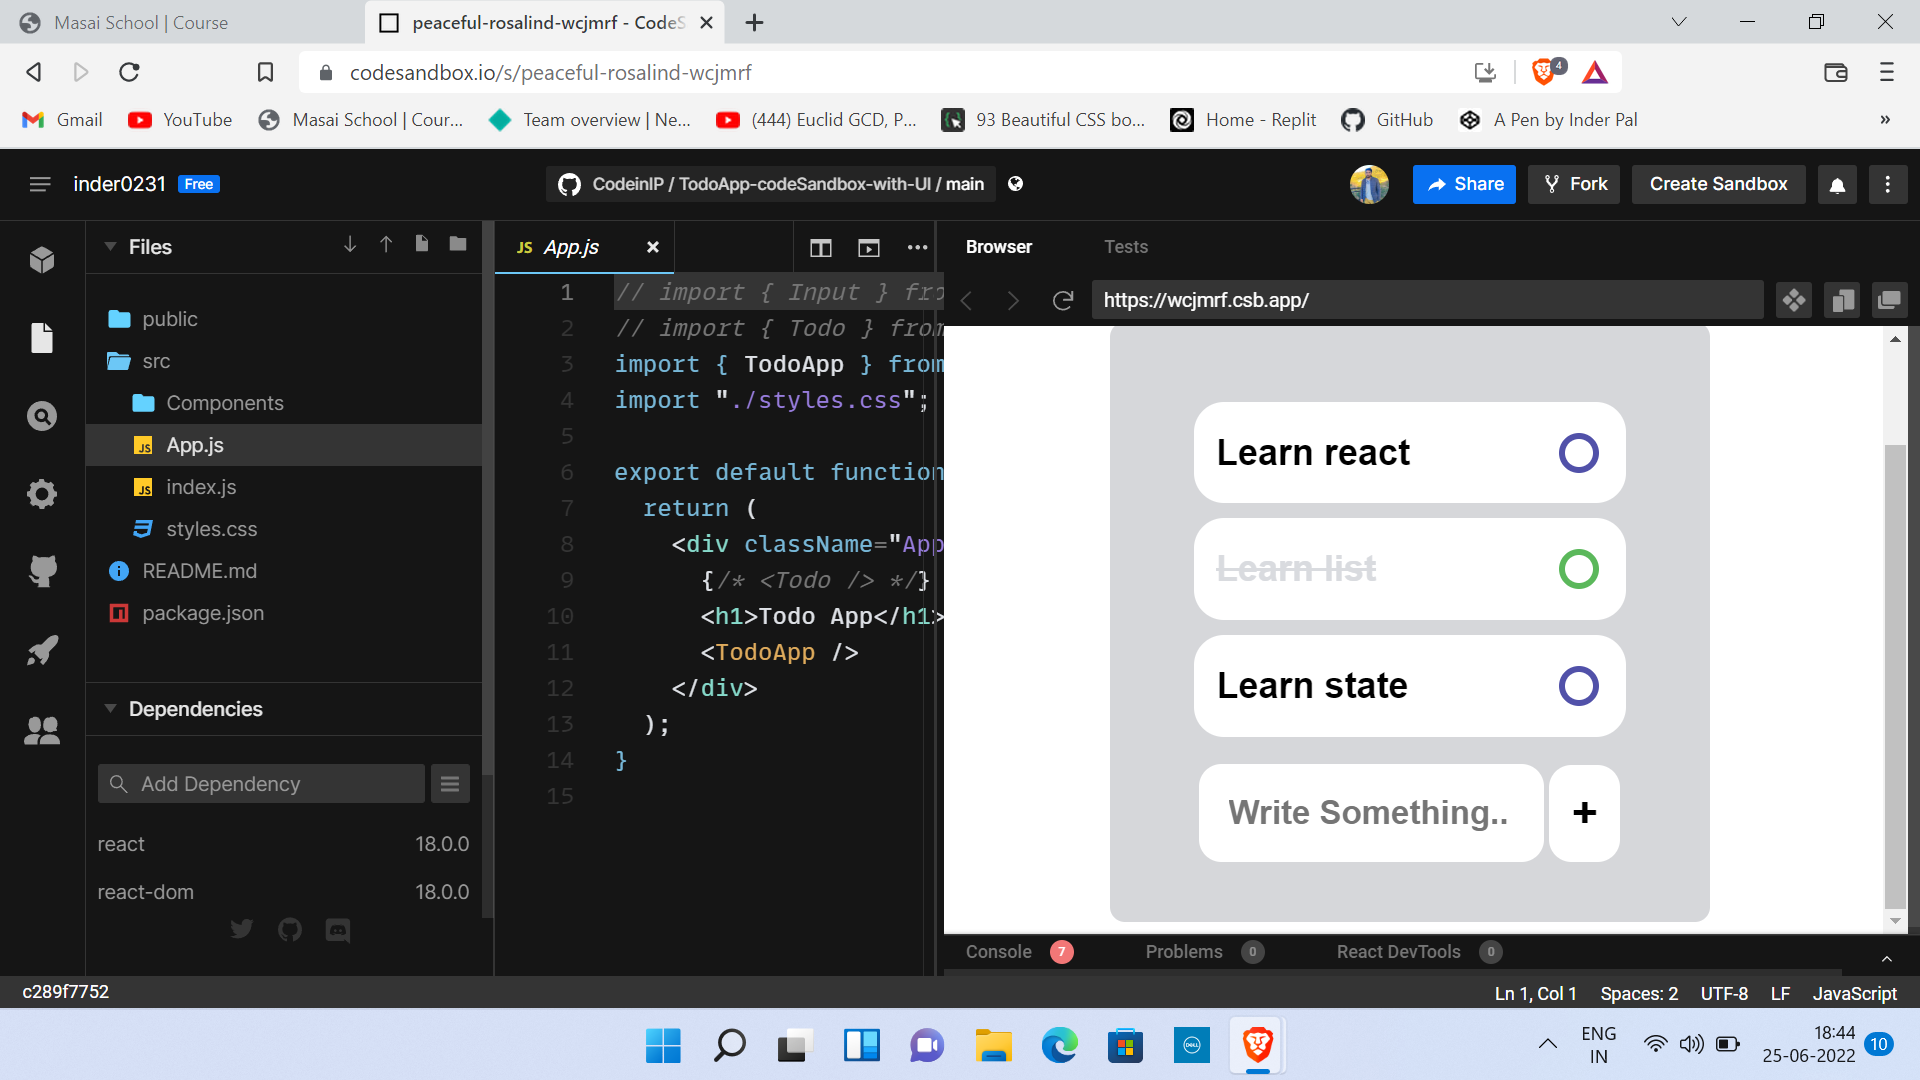 Masai School | Course
peaceful-rosalind-wcjmrf - CodeS
codesandbox.io/s/peaceful-rosalind-wcjmrf
4
Gmail
YouTube
Masai School | Cour...
Team overview | Ne...
(444) Euclid GCD, P...
93 Beautiful CSS bo...
Home - Replit
GitHub
A Pen by Inder Pal
»
inder0231 Free
CodeinIP / TodoApp-codeSandbox-with-UI / main
Share
Fork
Create Sandbox
Files
public
src
Components
JS App.js
JS index.js
styles.css
README.md
package.json
Dependencies
Add Dependency
react 18.0.0
react-dom 18.0.0
JS App.js
1 // import { Input } fro
2 // import { Todo } from
3 import { TodoApp } from
4 import "./styles.css";
5
6 export default function
7 return (
8 <div className="App
9 {/* <Todo /> */}
10 <h1>Todo App</h1>
11 <TodoApp />
12 </div>
13 );
14 }
15
Browser
Tests
https://wcjmrf.csb.app/
Learn react
Learn list
Learn state
Write Something..
+
Console 7
Problems 0
React DevTools 0
c289f7752
Ln 1, Col 1
Spaces: 2
UTF-8
LF
JavaScript
DELL
ENG
IN
18:44
25-06-2022
10